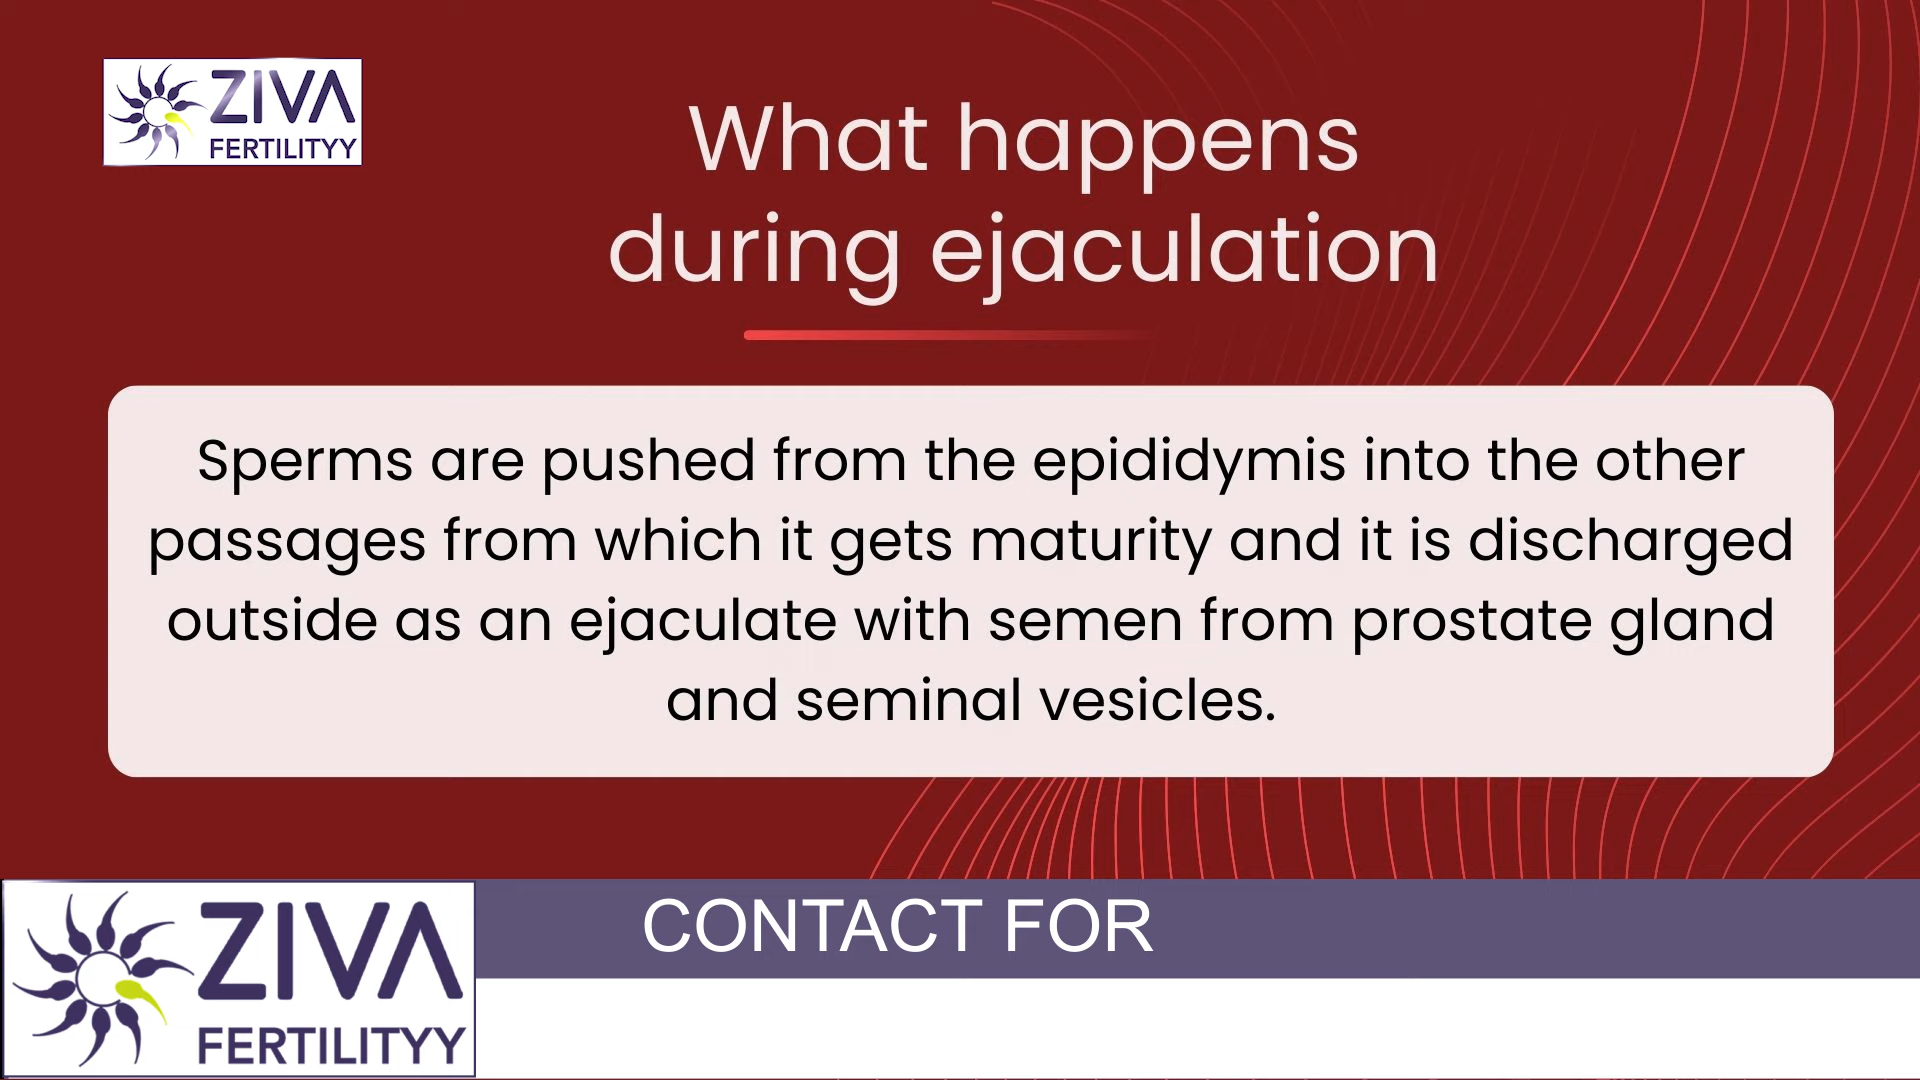 ZIVA
FERTILITYY
What happens
during ejaculation
Sperms are pushed from the epididymis into the other
passages from which it gets maturity and it is discharged
outside as an ejaculate with semen from prostate gland
and seminal vesicles.
CONTACT FOR
ZIVA
FERTILITYY